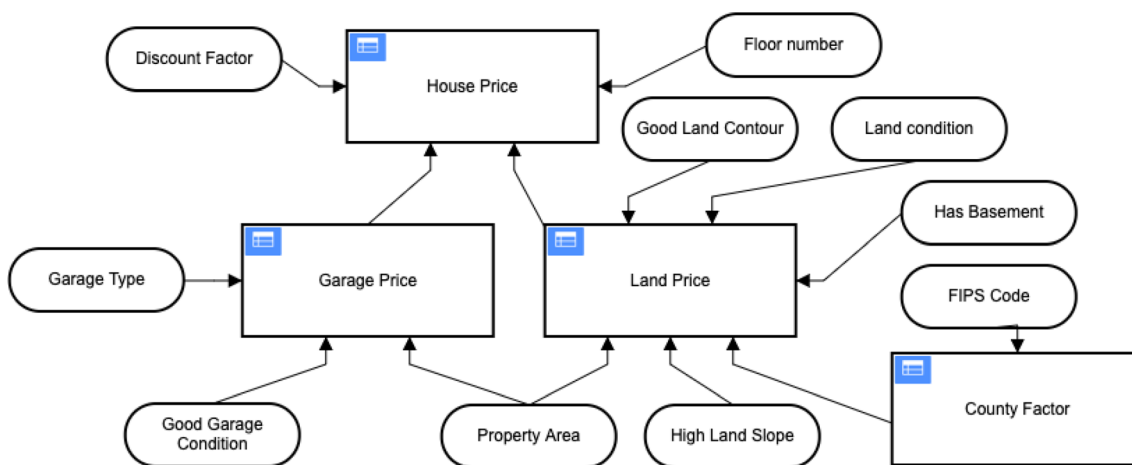 Discount Factor
House Price
Floor number
Good Land Contour
Land condition
Has Basement
Garage Type
Garage Price
Land Price
FIPS Code
County Factor
Good Garage
Condition
Property Area
High Land Slope